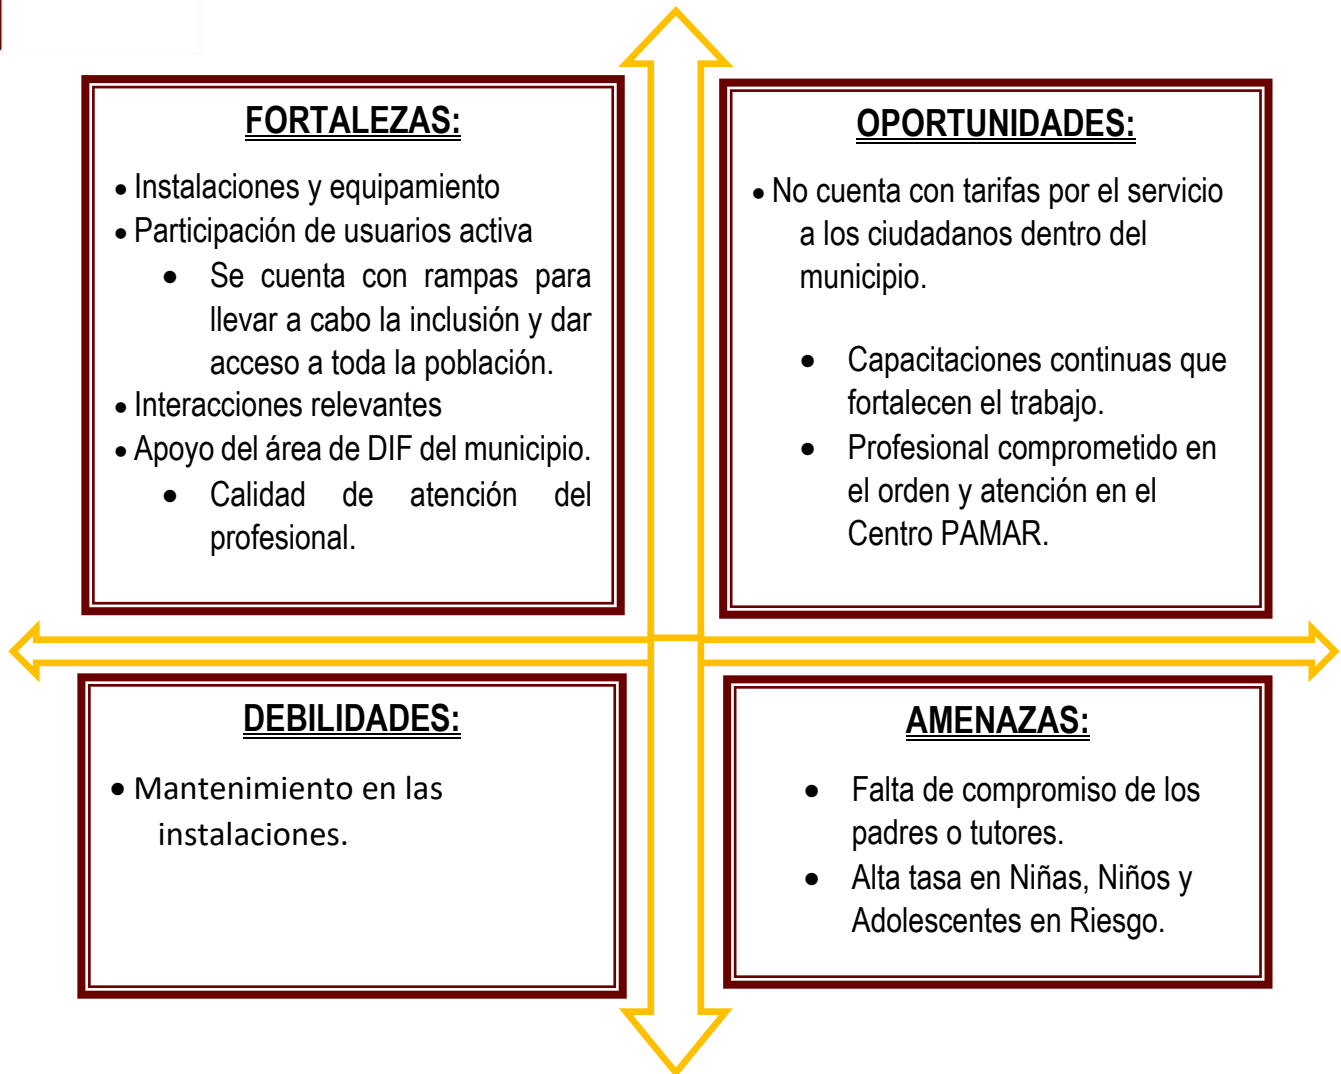 FORTALEZAS:
• Instalaciones y equipamiento
• Participación de usuarios activa
• Se cuenta con rampas para
llevar a cabo la inclusión y dar
acceso a toda la población.
• Interacciones relevantes
• Apoyo del área de DIF del municipio.
• Calidad de atención del
profesional.
OPORTUNIDADES:
• No cuenta con tarifas por el servicio
a los ciudadanos dentro del
municipio.
• Capacitaciones continuas que
fortalecen el trabajo.
• Profesional comprometido en
el orden y atención en el
Centro PAMAR.
DEBILIDADES:
• Mantenimiento en las
instalaciones.
AMENAZAS:
• Falta de compromiso de los
padres o tutores.
• Alta tasa en Niñas, Niños y
Adolescentes en Riesgo.